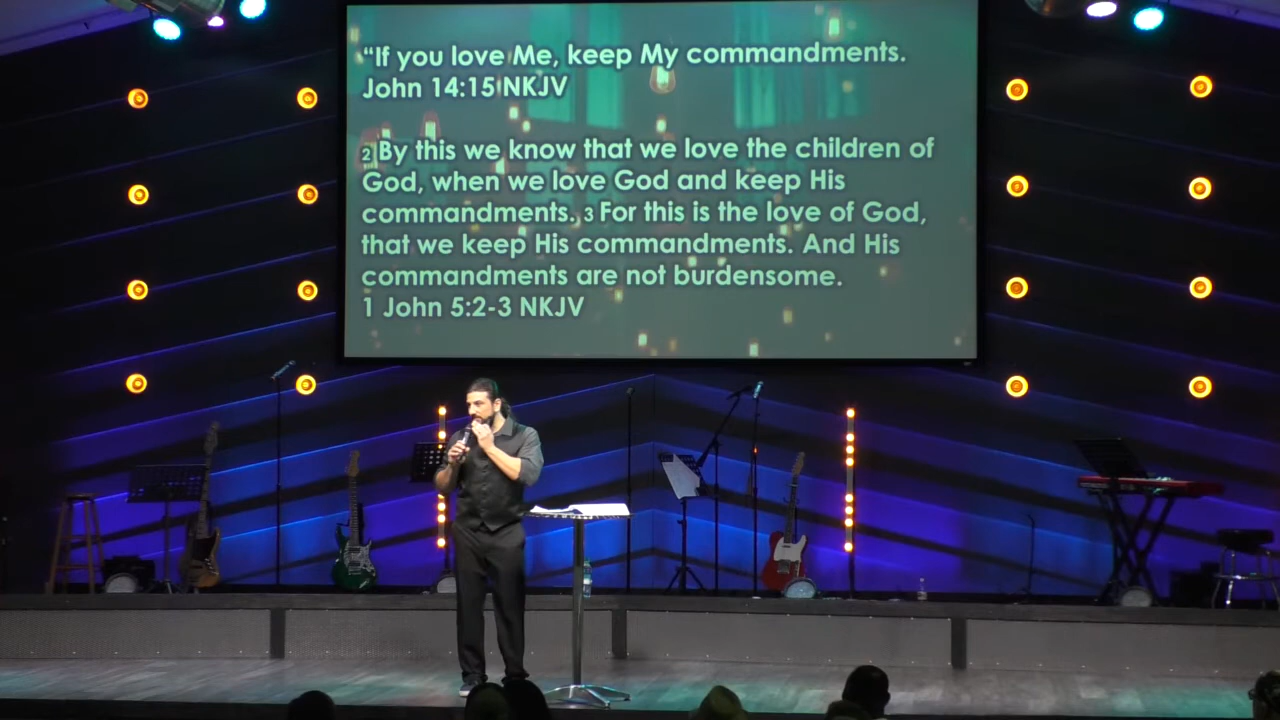 “If you love Me, keep My commandments.
John 14:15 NKJV
2 By this we know that we love the children of
God, when we love God and keep His
commandments. 3 For this is the love of God,
that we keep His commandments. And His
commandments are not burdensome.
1 John 5:2-3 NKJV